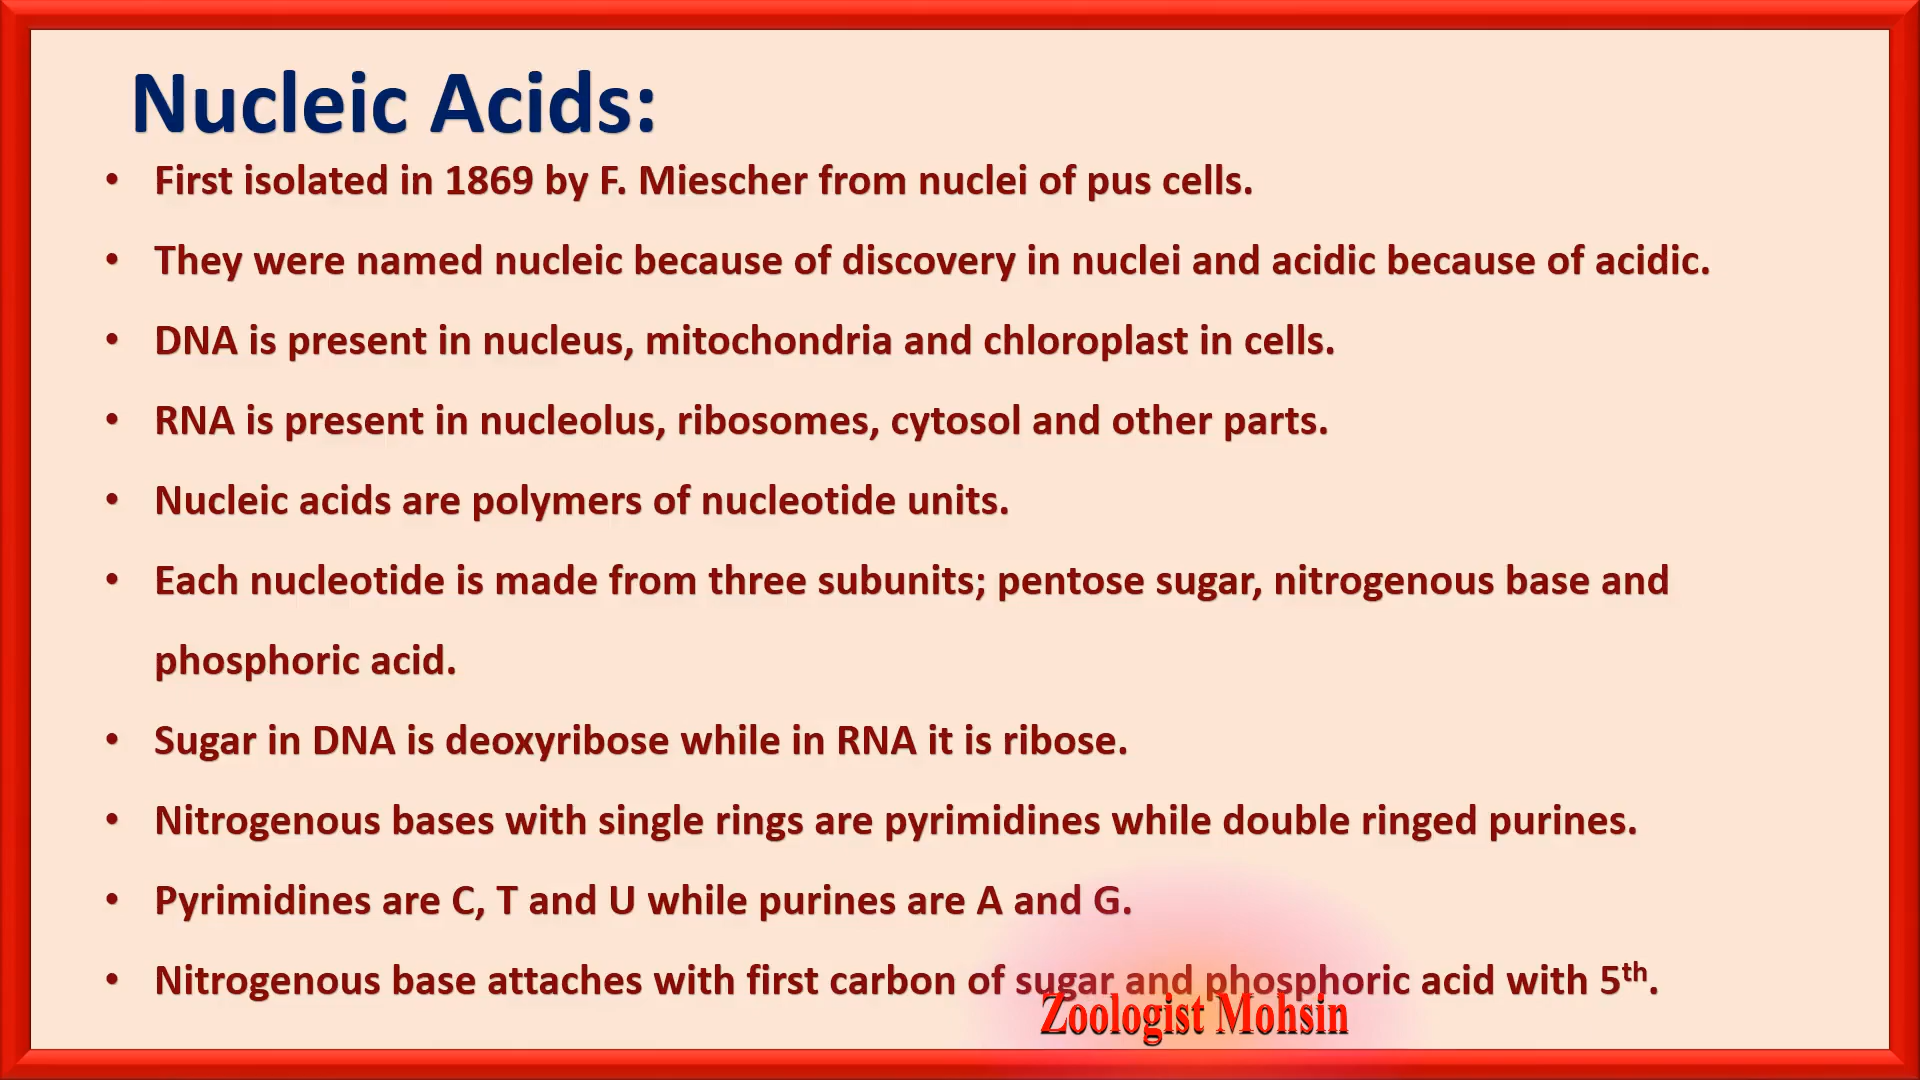 Nucleic Acids:
• First isolated in 1869 by F. Miescher from nuclei of pus cells.
• They were named nucleic because of discovery in nuclei and acidic because of acidic.
• DNA is present in nucleus, mitochondria and chloroplast in cells.
• RNA is present in nucleolus, ribosomes, cytosol and other parts.
• Nucleic acids are polymers of nucleotide units.
• Each nucleotide is made from three subunits; pentose sugar, nitrogenous base and
phosphoric acid.
• Sugar in DNA is deoxyribose while in RNA it is ribose.
• Nitrogenous bases with single rings are pyrimidines while double ringed purines.
• Pyrimidines are C, T and U while purines are A and G.
• Nitrogenous base attaches with first carbon of sugar and phosphoric acid with 5th.
Zoologist Mohsin